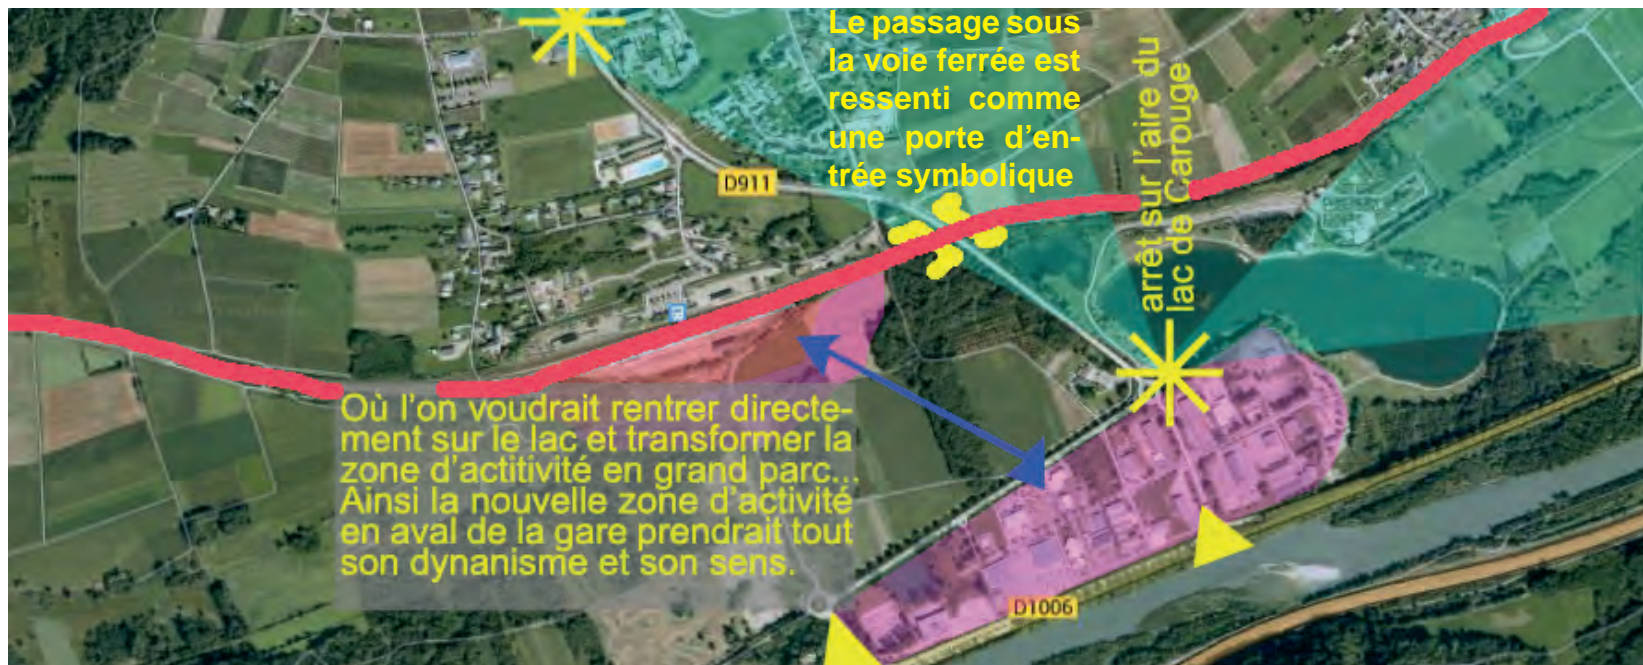 Le passage sous
la voie ferrée est
ressenti comme
une porte d'en-
trée symbolique
arrêt sur l'aire du
lac de Carouge
D911
Où l'on voudrait rentrer directe-
ment sur le lac et transformer la
zone d'actitivité en grand parc...
Ainsi la nouvelle zone d'activité
en aval de la gare prendrait tout
son dynanisme et son sens.
D1006